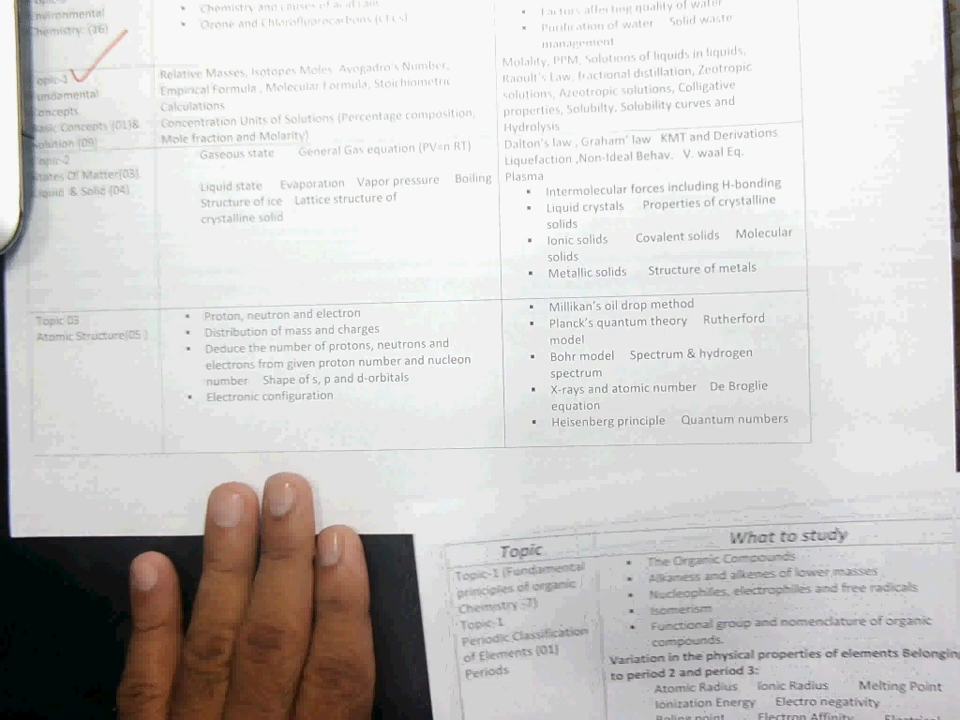 Environmental
Chemistry: (16)
Chemistry and causes of acid rain
Ozone and Chlorofluorocarbons (CFCs)
Factors affecting quality of water
Purification of water Solid waste
management
Topic-1
Fundamental
Concepts
Basic Concepts (01)&
Solution (09)
Relative Masses, Isotopes Moles Avogadro's Number,
Empirical Formula , Molecular Formula, Stoichiometric
Calculations
Concentration Units of Solutions (Percentage composition,
Mole fraction and Molarity)
Molality, PPM, Solutions of liquids in liquids,
Raoult's Law, fractional distillation, Zeotropic
solutions, Azeotropic solutions, Colligative
properties, Solubilty, Solubility curves and
Hydrolysis
Topic-2
States Of Matter(03)
Liquid & Solid (04)
Gaseous state General Gas equation (PV=n RT)
Liquid state Evaporation Vapor pressure Boiling
Structure of ice Lattice structure of
crystalline solid
Dalton's law , Graham' law KMT and Derivations
Liquefaction ,Non-Ideal Behav. V. waal Eq.
Plasma
Intermolecular forces including H-bonding
Liquid crystals Properties of crystalline
solids
Ionic solids Covalent solids Molecular
solids
Metallic solids Structure of metals
Topic 03
Atomic Structure(05 )
Proton, neutron and electron
Distribution of mass and charges
Deduce the number of protons, neutrons and
electrons from given proton number and nucleon
number Shape of s, p and d-orbitals
Electronic configuration
Millikan's oil drop method
Planck's quantum theory Rutherford
model
Bohr model Spectrum & hydrogen
spectrum
X-rays and atomic number De Broglie
equation
Heisenberg principle Quantum numbers
Topic
What to study
Topic-1 (Fundamental
principles of organic
Chemistry -7)
The Organic Compounds
Alkaness and alkenes of lower masses
Nucleophiles, electrophiles and free radicals
Isomerism
Functional group and nomenclature of organic
compounds.
Topic-1
Periodic Classification
of Elements (01)
Periods
Variation in the physical properties of elements Belonging
to period 2 and period 3:
Atomic Radius Ionic Radius Melting Point
Ionization Energy Electro negativity
Boiling point Electron Affinity Electrical